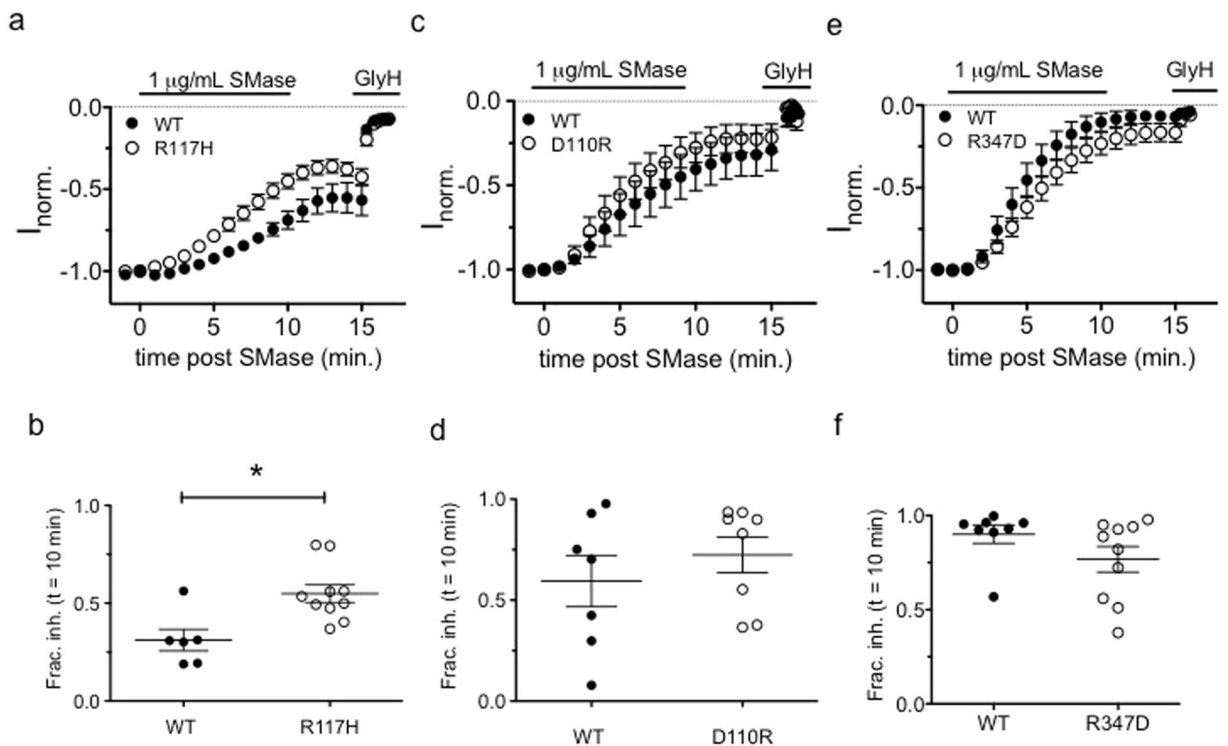 a
1 μg/mL SMase
GlyH
0.0
WT
R117H
-0.5
-1.0
I norm.
0
5
10
15
time post SMase (min.)
c
1 μg/mL SMase
GlyH
0.0
WT
D110R
-0.5
-1.0
I norm.
0
5
10
15
time post SMase (min.)
e
1 μg/mL SMase
GlyH
0.0
WT
R347D
-0.5
-1.0
I norm.
0
5
10
15
time post SMase (min.)
b
*
1.0
0.5
0.0
Frac. inh. (t = 10 min)
WT
R117H
d
1.0
0.5
0.0
Frac. inh. (t = 10 min)
WT
D110R
f
1.0
0.5
0.0
Frac. inh. (t = 10 min)
WT
R347D